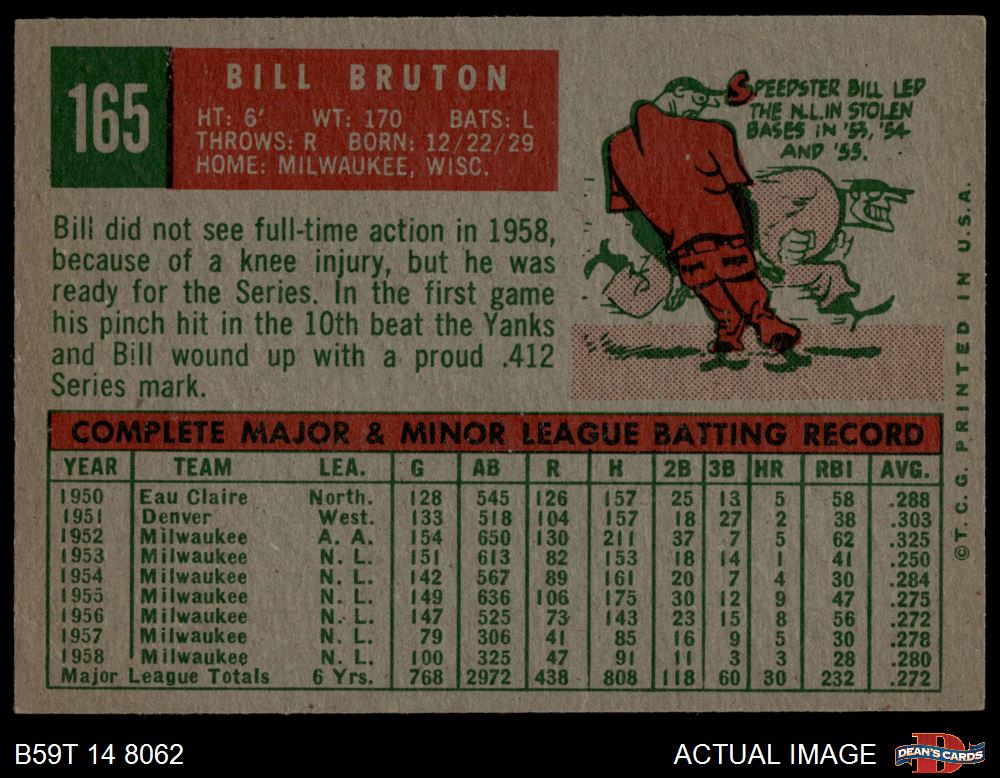 165
BILL BRUTON
HT: 6' WT: 170 BATS: L
THROWS: R BORN: 12/22/29
HOME: MILWAUKEE, WISC.
SPEEDSTER BILL LED
THE N.L. IN STOLEN
BASES IN '53, '54
AND '55.
Bill did not see full-time action in 1958,
because of a knee injury, but he was
ready for the Series. In the first game
his pinch hit in the 10th beat the Yanks
and Bill wound up with a proud .412
Series mark.
COMPLETE MAJOR & MINOR LEAGUE BATTING RECORD
YEAR TEAM LEA. G AB R H 2B 3B HR RBI AVG.
1950 Eau Claire North. 128 545 126 157 25 13 5 58 .288
1951 Denver West. 133 518 104 157 18 27 2 38 .303
1952 Milwaukee A. A. 154 650 130 211 37 7 5 62 .325
1953 Milwaukee N. L. 151 613 82 153 18 14 1 41 .250
1954 Milwaukee N. L. 142 567 89 161 20 7 4 30 .284
1955 Milwaukee N. L. 149 636 106 175 30 12 9 47 .275
1956 Milwaukee N. L. 147 525 73 143 23 15 8 56 .272
1957 Milwaukee N. L. 79 306 41 85 16 9 5 30 .278
1958 Milwaukee N. L. 100 325 47 91 11 3 3 28 .280
Major League Totals 6 Yrs. 768 2972 438 808 118 60 30 232 .272
©T. C. G. PRINTED IN U.S.A.
B59T 14 8062
ACTUAL IMAGE
DEAN'S CARDS